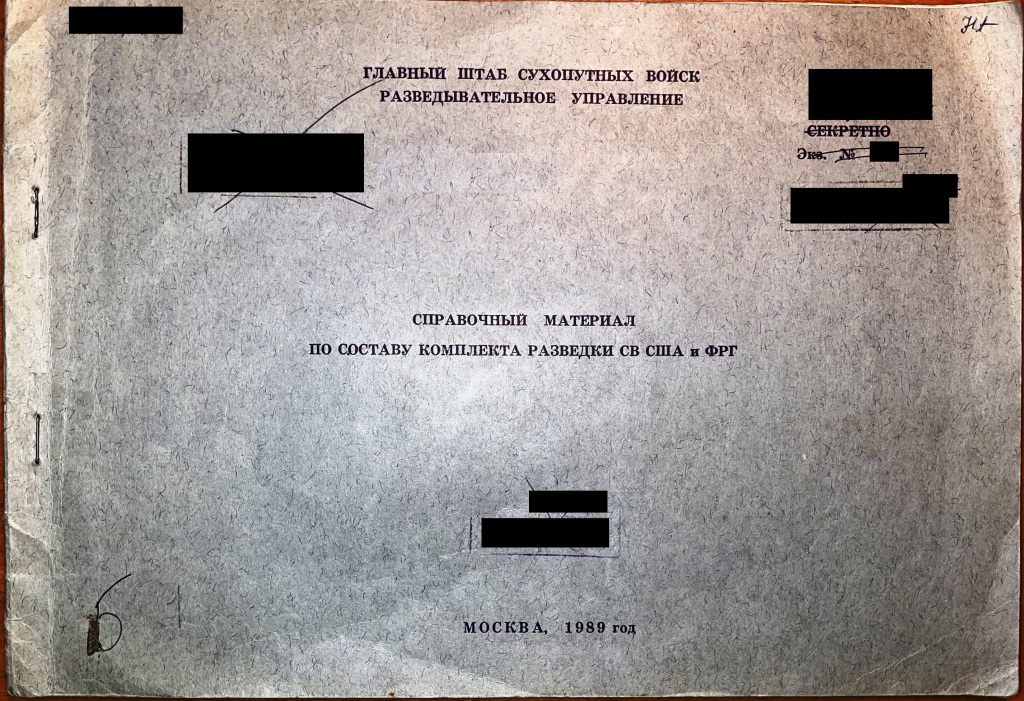 ГЛАВНЫЙ ШТАБ СУХОПУТНЫХ ВОЙСК
РАЗВЕДЫВАТЕЛЬНОЕ УПРАВЛЕНИЕ
СЕКРЕТНО
Экз. №
СПРАВОЧНЫЙ МАТЕРИАЛ
ПО СОСТАВУ КОМПЛЕКТА РАЗВЕДКИ СВ США и ФРГ
МОСКВА, 1989 год